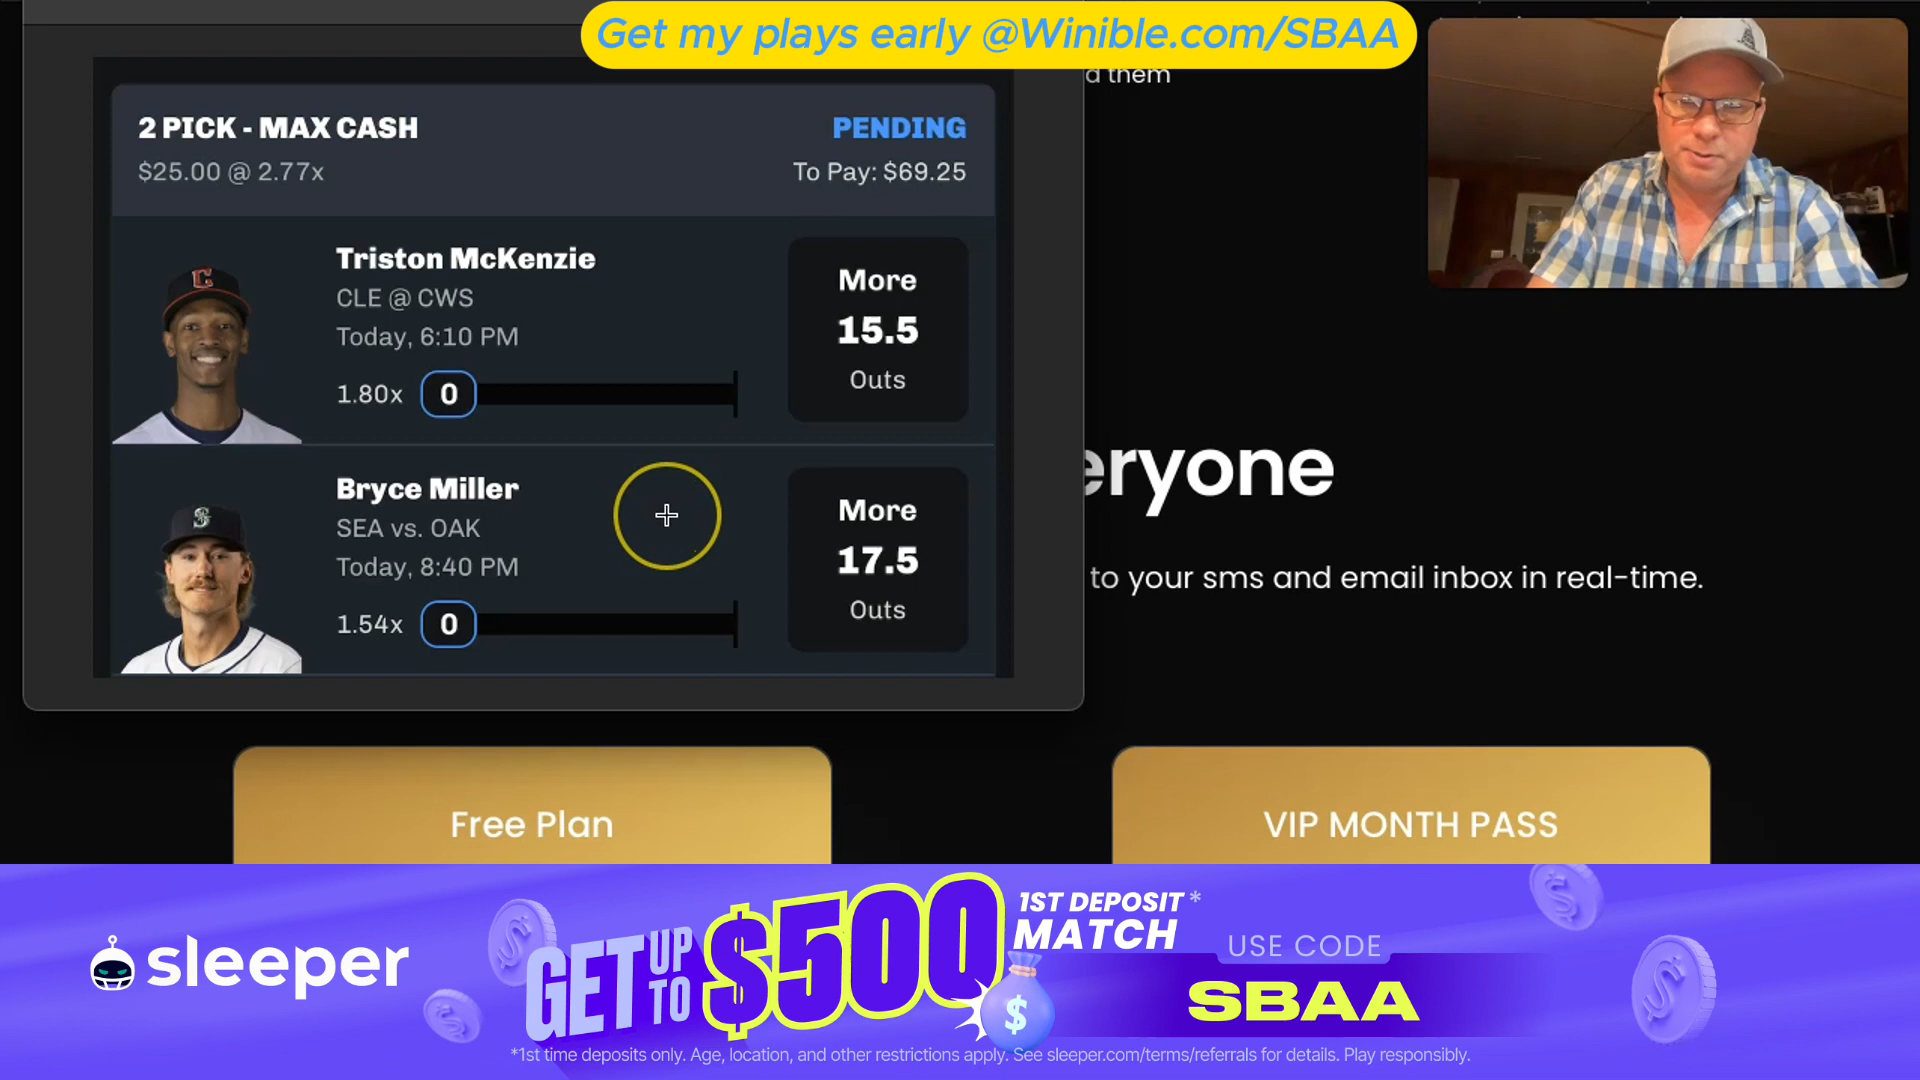 Get my plays early @Winible.com/SBAA
d them
2 PICK - MAX CASH
PENDING
$25.00 @ 2.77x
To Pay: $69.25
Triston McKenzie
CLE @ CWS
Today, 6:10 PM
1.80x
0
More
15.5
Outs
C
Bryce Miller
SEA vs. OAK
Today, 8:40 PM
1.54x
0
More
17.5
Outs
S
eryone
to your sms and email inbox in real-time.
Free Plan
VIP MONTH PASS
sleeper
GET UP TO $500
1ST DEPOSIT*
MATCH
USE CODE
SBAA
*1st time deposits only. Age, location, and other restrictions apply. See sleeper.com/terms/referrals for details. Play responsibly.